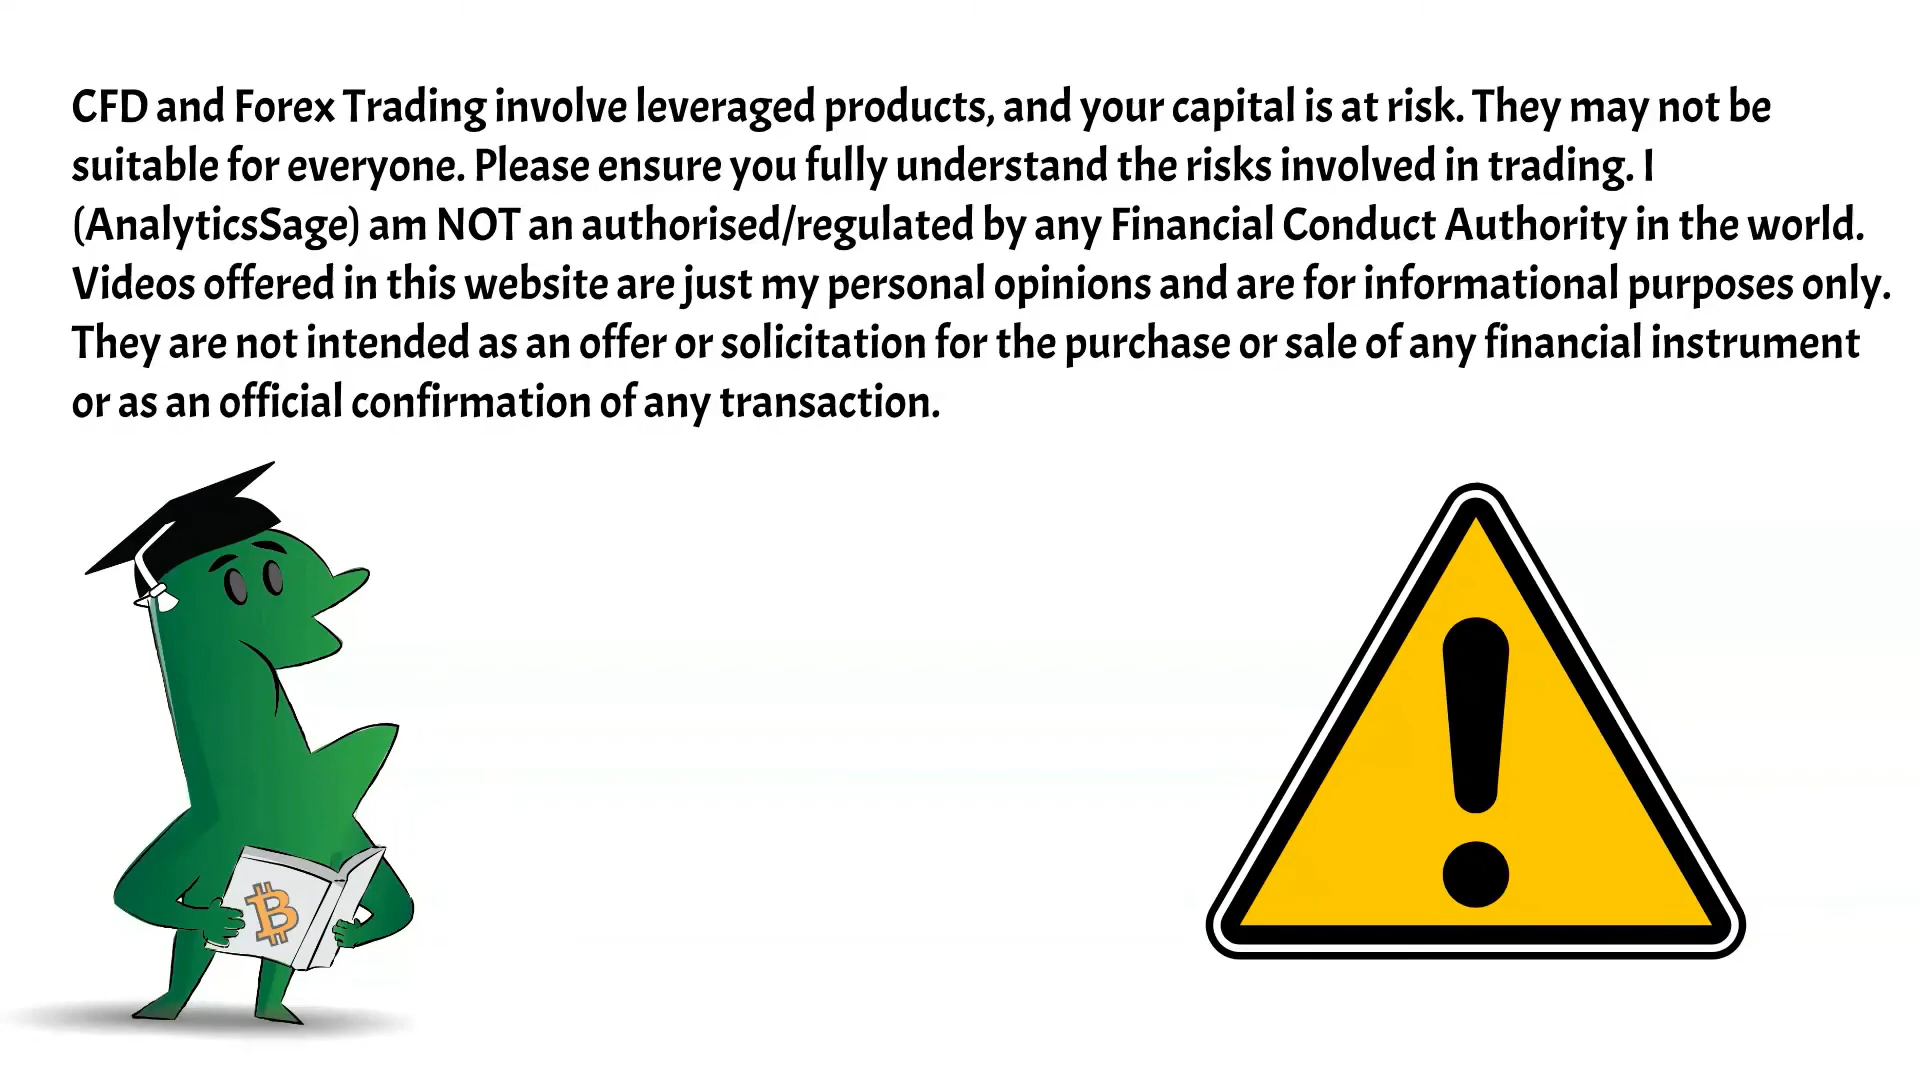 CFD and Forex Trading involve leveraged products, and your capital is at risk. They may not be
suitable for everyone. Please ensure you fully understand the risks involved in trading. I
(AnalyticsSage) am NOT an authorised/regulated by any Financial Conduct Authority in the world.
Videos offered in this website are just my personal opinions and are for informational purposes only.
They are not intended as an offer or solicitation for the purchase or sale of any financial instrument
or as an official confirmation of any transaction.